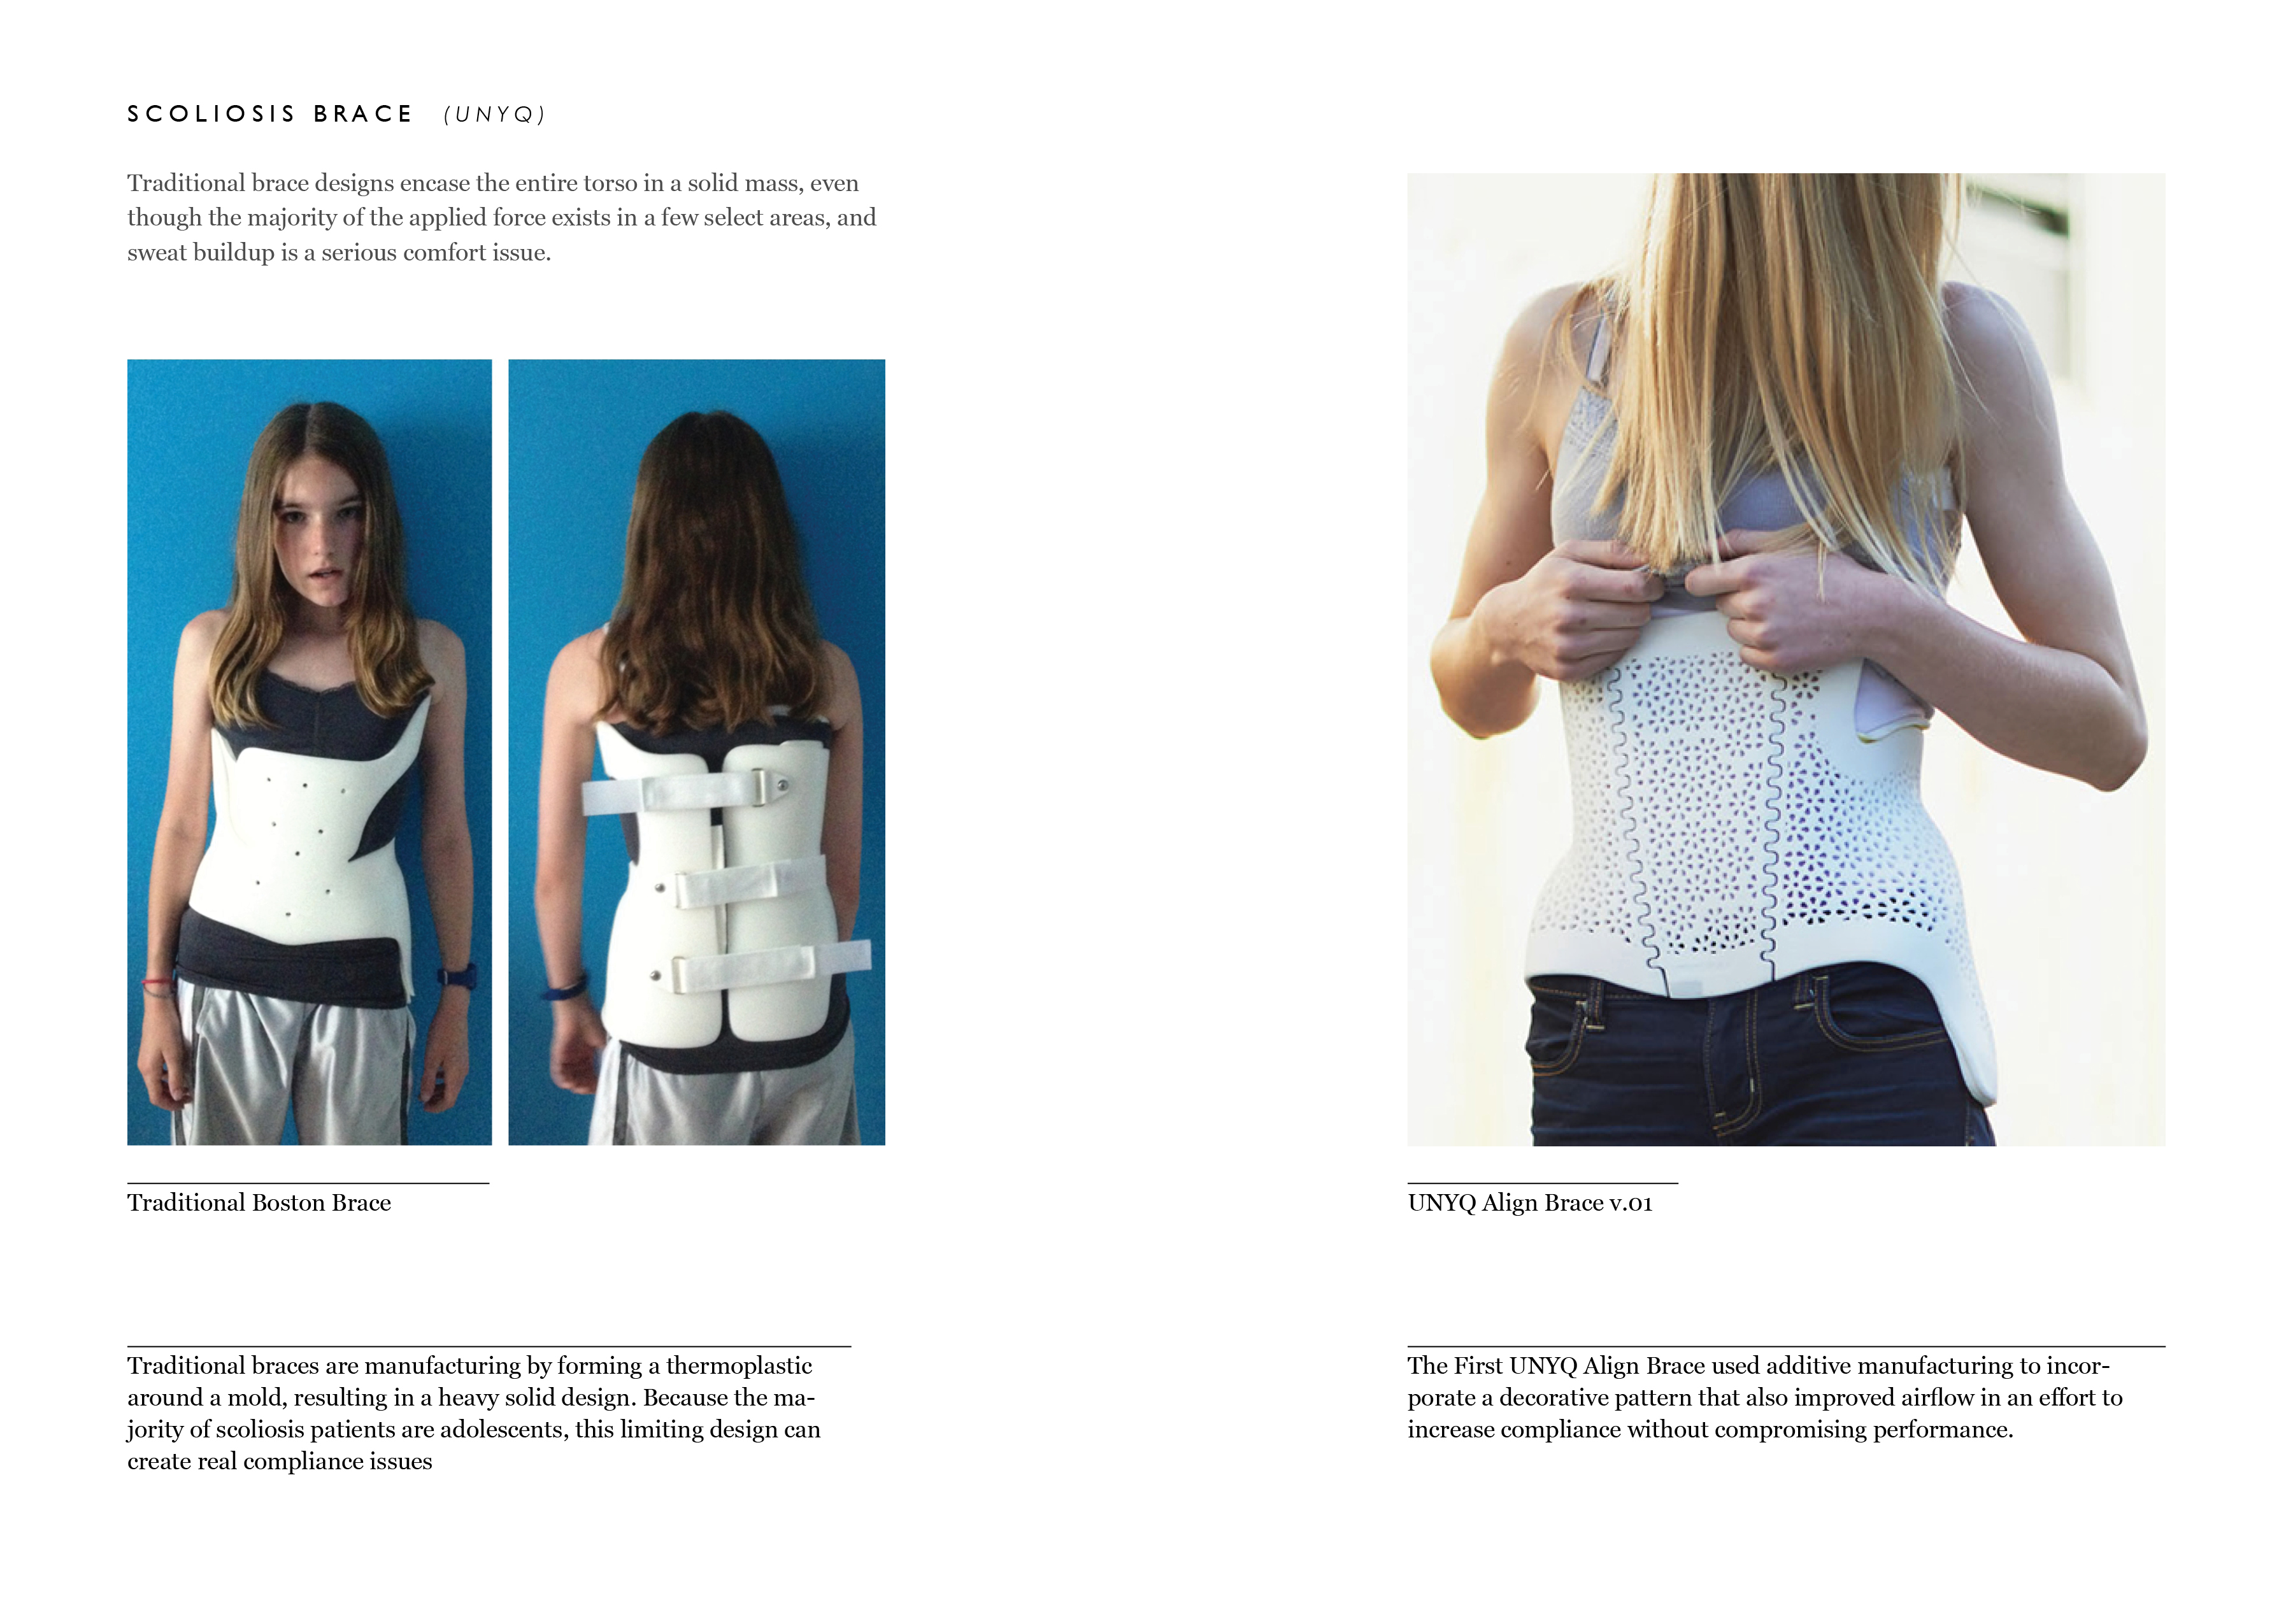 SCOLIOSIS BRACE (UNYQ)
Traditional brace designs encase the entire torso in a solid mass, even
though the majority of the applied force exists in a few select areas, and
sweat buildup is a serious comfort issue.
Traditional Boston Brace
Traditional braces are manufacturing by forming a thermoplastic
around a mold, resulting in a heavy solid design. Because the ma-
jority of scoliosis patients are adolescents, this limiting design can
create real compliance issues
UNYQ Align Brace v.01
The First UNYQ Align Brace used additive manufacturing to incor-
porate a decorative pattern that also improved airflow in an effort to
increase compliance without compromising performance.